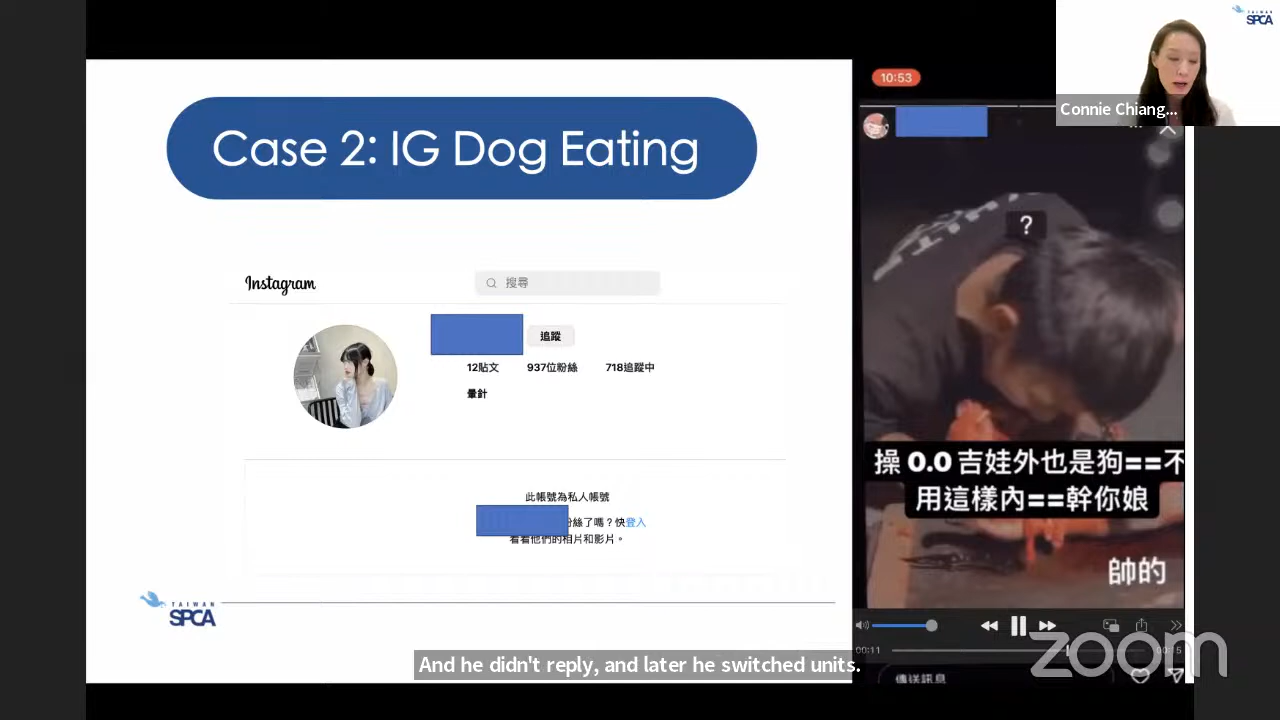 TAIWAN
SPCA
Connie Chiang...
10:53
Case 2: IG Dog Eating
?
Instagram
搜尋
追蹤
12貼文 937位粉絲 718追蹤中
暈針
操 0.0 吉娃外也是狗==不
用這樣內==幹你娘
此帳號為私人帳號
粉絲了嗎？快登入
看看他們的相片和影片。
帥的
TAIWAN
SPCA
00:11
00:15
zoom
And he didn't reply, and later he switched units.
傳送訊息